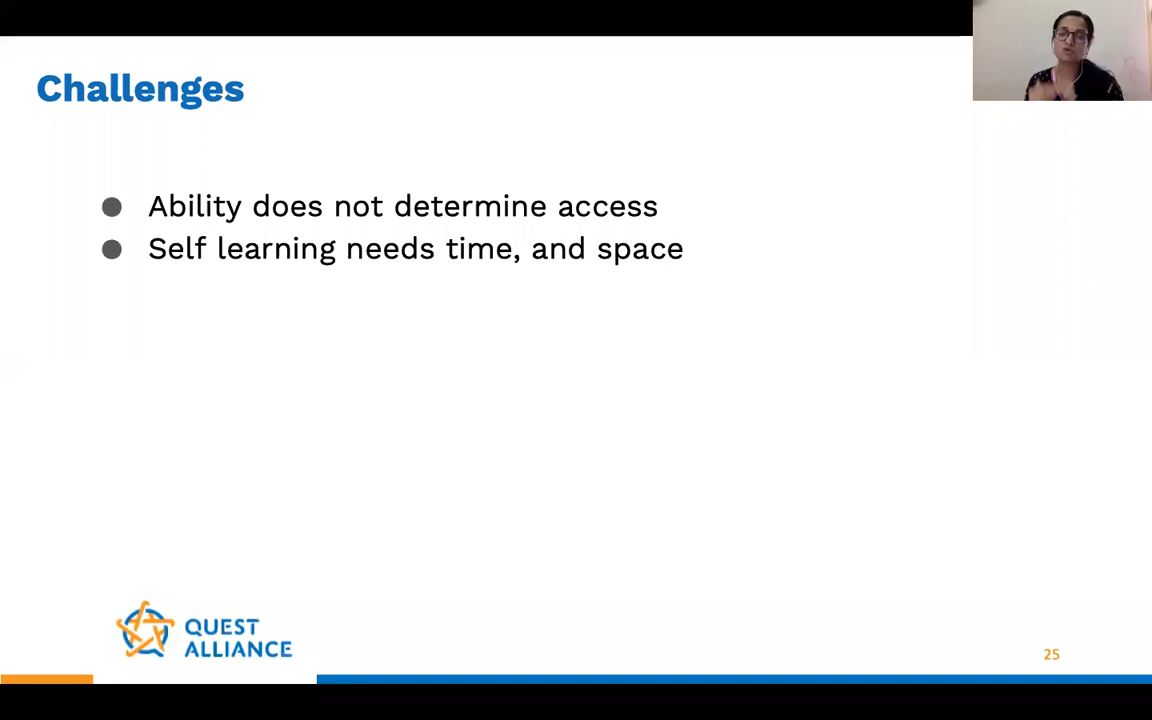 Challenges
Ability does not determine access
Self learning needs time, and space
QUEST
ALLIANCE
25